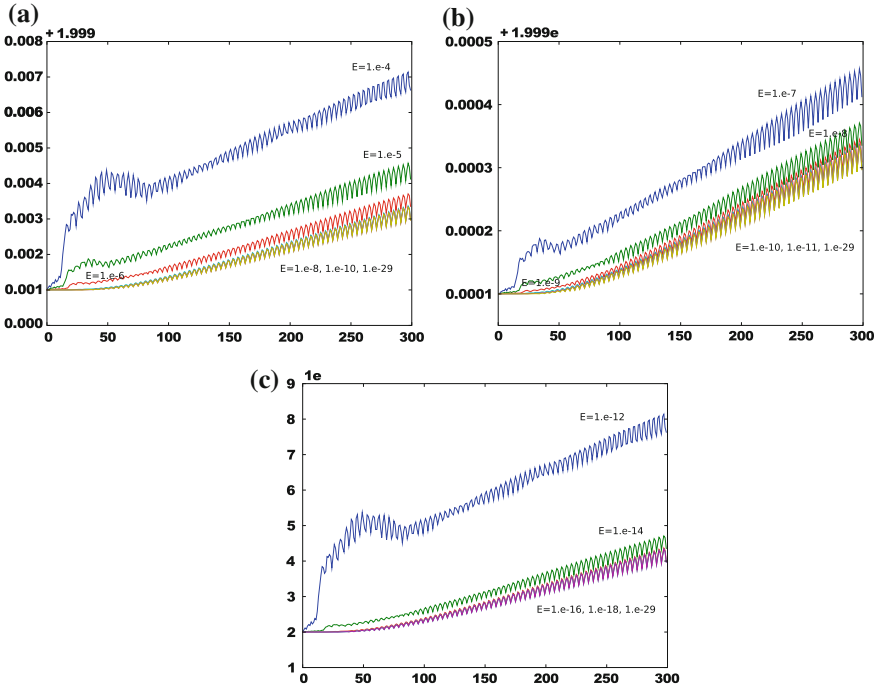 (a)
+ 1.999
0.008
0.007
0.006
0.005
0.004
0.003
0.002
0.001
0.000
E=1.e-4
E=1.e-5
E=1.e-6
E=1.e-8, 1.e-10, 1.e-29
0 50 100 150 200 250 300
(b)
+ 1.999e
0.0005
0.0004
0.0003
0.0002
0.0001
E=1.e-7
E=1.e-8
E=1.e-10, 1.e-11, 1.e-29
E=1.e-9
0 50 100 150 200 250 300
(c)
1e
9
8
7
6
5
4
3
2
1
E=1.e-12
E=1.e-14
E=1.e-16, 1.e-18, 1.e-29
0 50 100 150 200 250 300